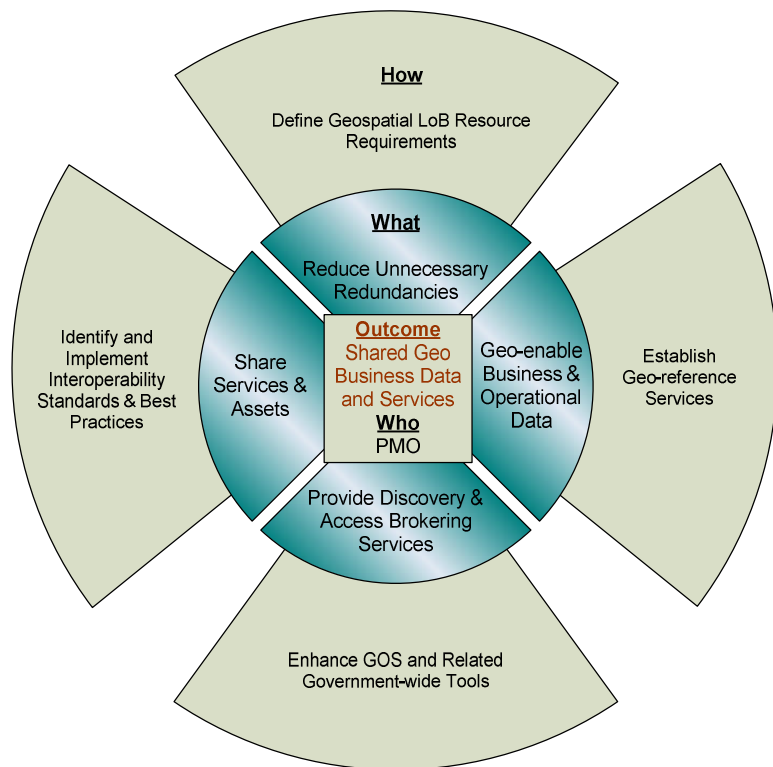 How
Define Geospatial LoB Resource
Requirements
What
Reduce Unnecessary
Redundancies
Identify and
Implement
Interoperability
Standards & Best
Practices
Share
Services &
Assets
Outcome
Shared Geo
Business Data
and Services
Who
PMO
Geo-enable
Business &
Operational
Data
Establish
Geo-reference
Services
Provide Discovery &
Access Brokering
Services
Enhance GOS and Related
Government-wide Tools